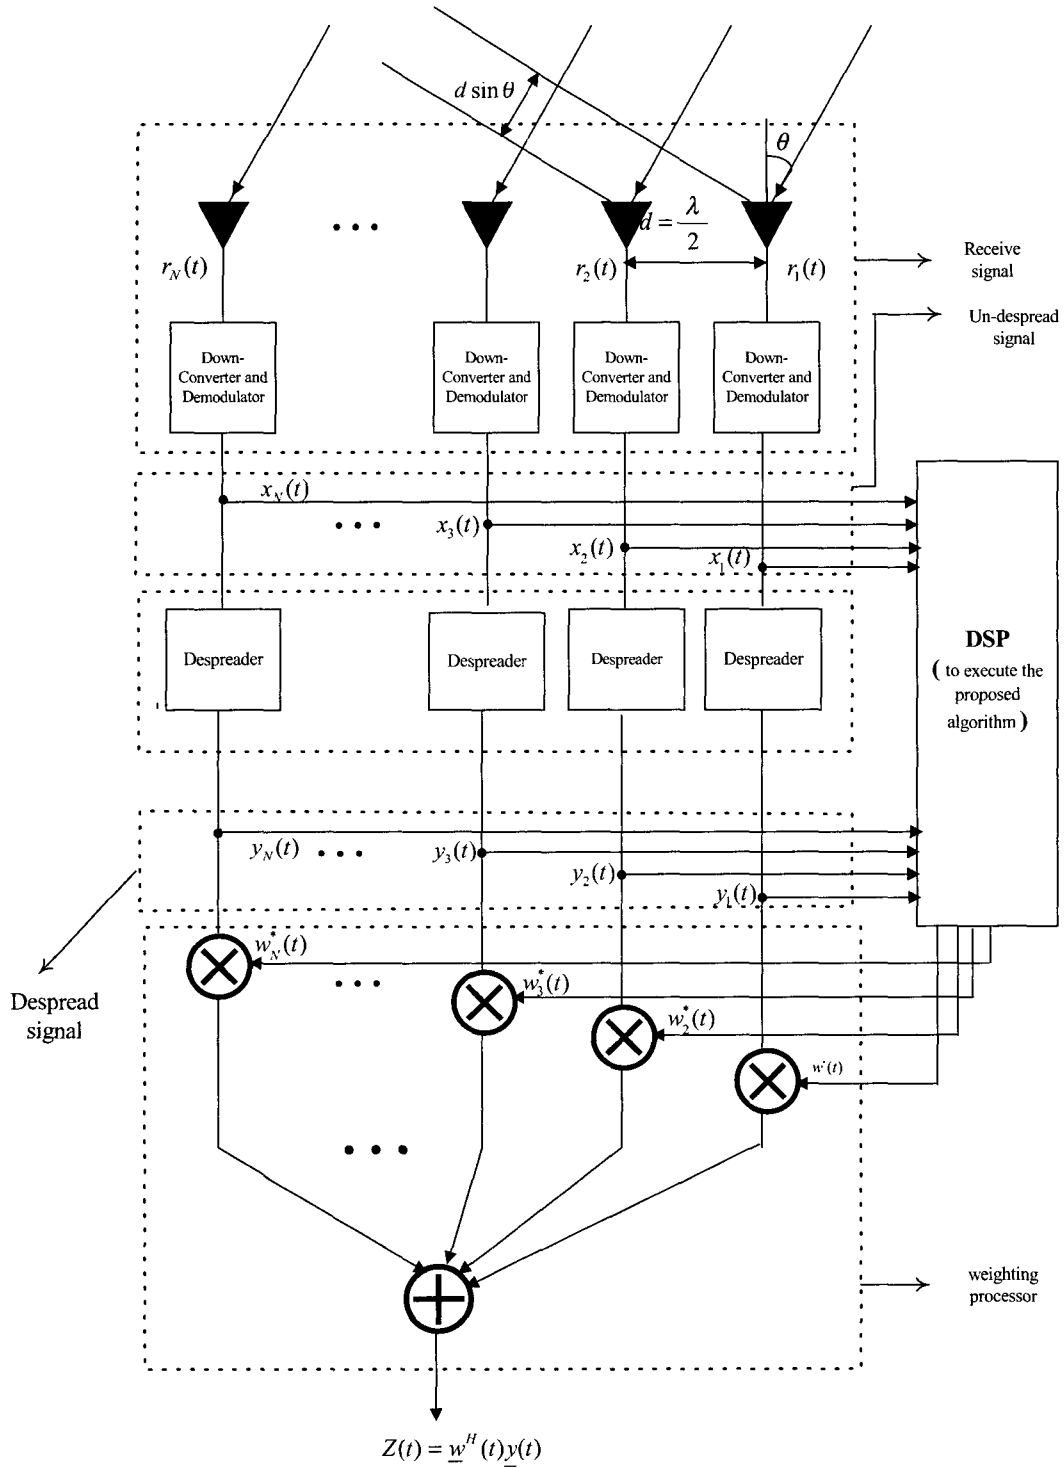 d sin θ
θ
d = λ/2
r_N(t)
r_2(t)
r_1(t)
Receive
signal
Un-despread
signal
Down-
Converter and
Demodulator
Down-
Converter and
Demodulator
Down-
Converter and
Demodulator
Down-
Converter and
Demodulator
x_N(t)
x_3(t)
x_2(t)
x_1(t)
DSP
( to execute the
proposed
algorithm )
Despreader
Despreader
Despreader
Despreader
y_N(t)
y_3(t)
y_2(t)
y_1(t)
Despread
signal
w_N^*(t)
w_3^*(t)
w_2^*(t)
w^*(t)
weighting
processor
Z(t) = w^H(t)y(t)